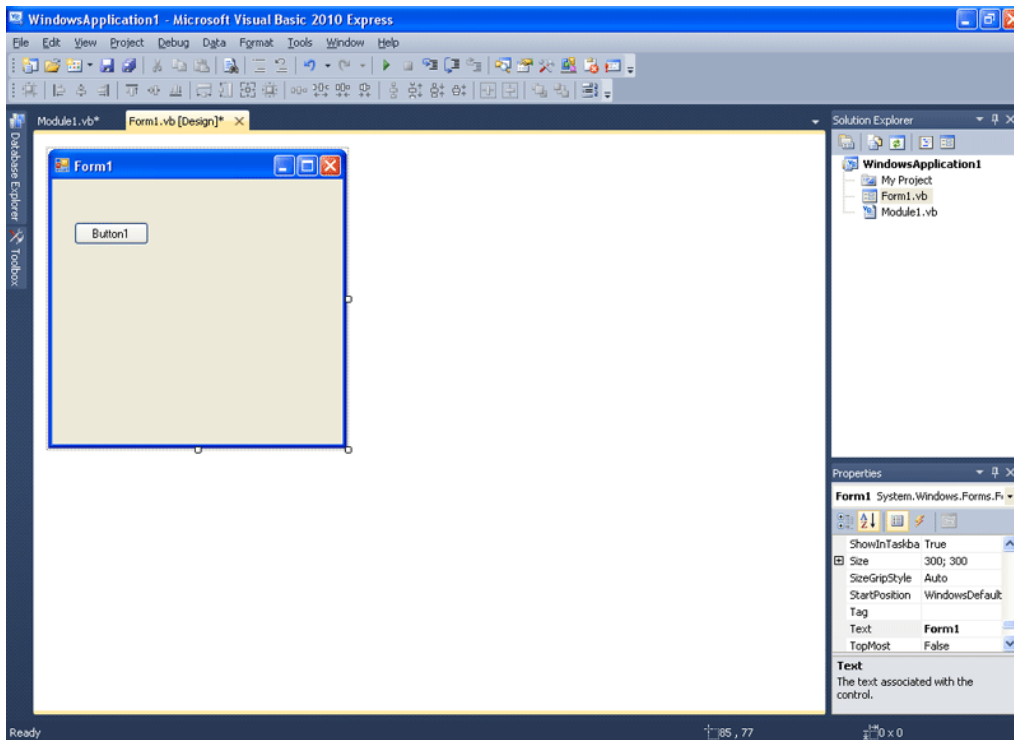 WindowsApplication1 - Microsoft Visual Basic 2010 Express
File Edit View Project Debug Data Format Tools Window Help
Module1.vb* Form1.vb [Design]*
Database Explorer
Toolbox
Form1
Button1
Solution Explorer
WindowsApplication1
My Project
Form1.vb
Module1.vb
Properties
Form1 System.Windows.Forms.F
ShowInTaskba True
Size 300; 300
SizeGripStyle Auto
StartPosition WindowsDefault
Tag
Text Form1
TopMost False
Text
The text associated with the
control.
Ready 85 , 77 0 x 0